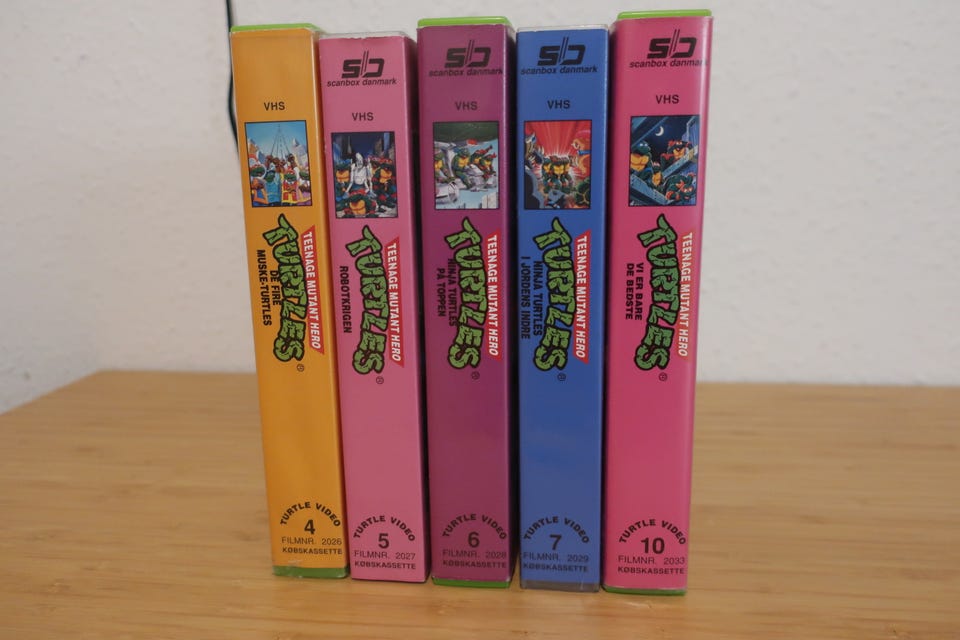 VHS
TEENAGE MUTANT HERO
TURTLES®
DE FIRE
MUSKE-TURTLES
TURTLE VIDEO
4
FILMNR. 2026
KØBSKASSETTE
sb
scanbox danmark
VHS
TEENAGE MUTANT HERO
TURTLES®
ROBOTKRIGEN
TURTLE VIDEO
5
FILMNR. 2027
KØBSKASSETTE
sb
scanbox danmark
VHS
TEENAGE MUTANT HERO
TURTLES®
NINJA TURTLES
PÅ TOPPEN
TURTLE VIDEO
6
FILMNR. 2028
KØBSKASSETTE
sb
scanbox danmark
VHS
TEENAGE MUTANT HERO
TURTLES®
NINJA TURTLES
I JORDENS INDRE
TURTLE VIDEO
7
FILMNR. 2029
KØBSKASSETTE
sb
scanbox danmark
VHS
TEENAGE MUTANT HERO
TURTLES®
VI ER BARE
DE BEDSTE
TURTLE VIDEO
10
FILMNR. 2033
KØBSKASSETTE